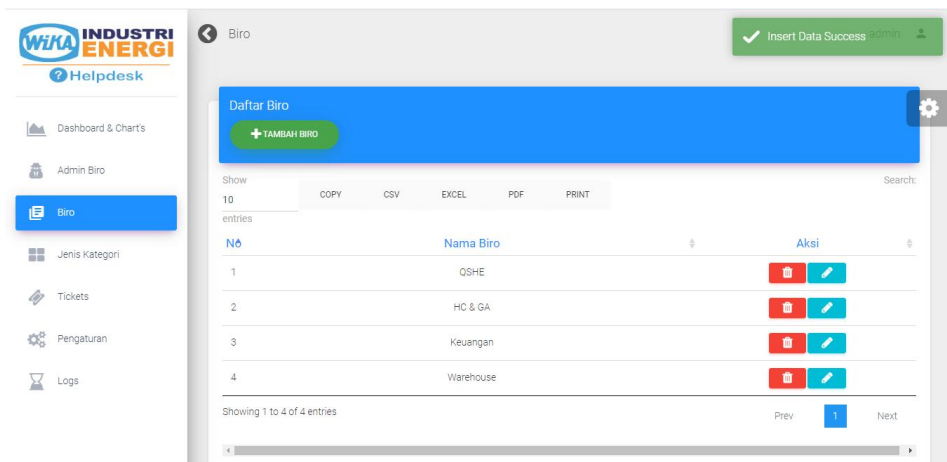 WiKA INDUSTRI ENERGI
? Helpdesk
Dashboard & Chart's
Admin Biro
Biro
Jenis Kategori
Tickets
Pengaturan
Logs
Biro
Insert Data Success
admin
Daftar Biro
+ TAMBAH BIRO
Show
10
entries
COPY CSV EXCEL PDF PRINT
Search:
No Nama Biro Aksi
1 QSHE
2 HC & GA
3 Keuangan
4 Warehouse
Showing 1 to 4 of 4 entries
Prev 1 Next